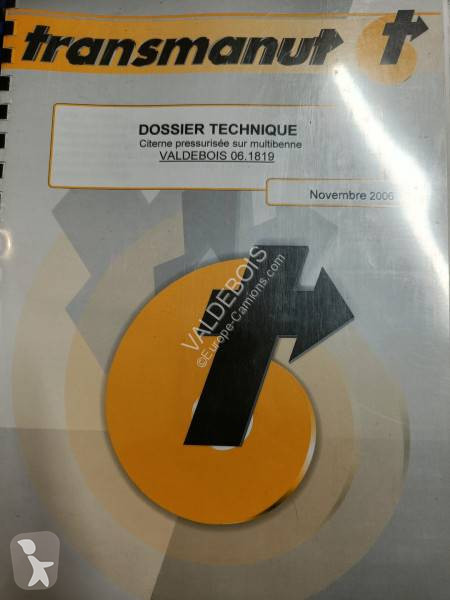 transmanut
t
DOSSIER TECHNIQUE
Citerne pressurisée sur multibenne
VALDEBOIS 06.1819
Novembre 2006
VALDEBOIS
©Europe-Camions.com
t